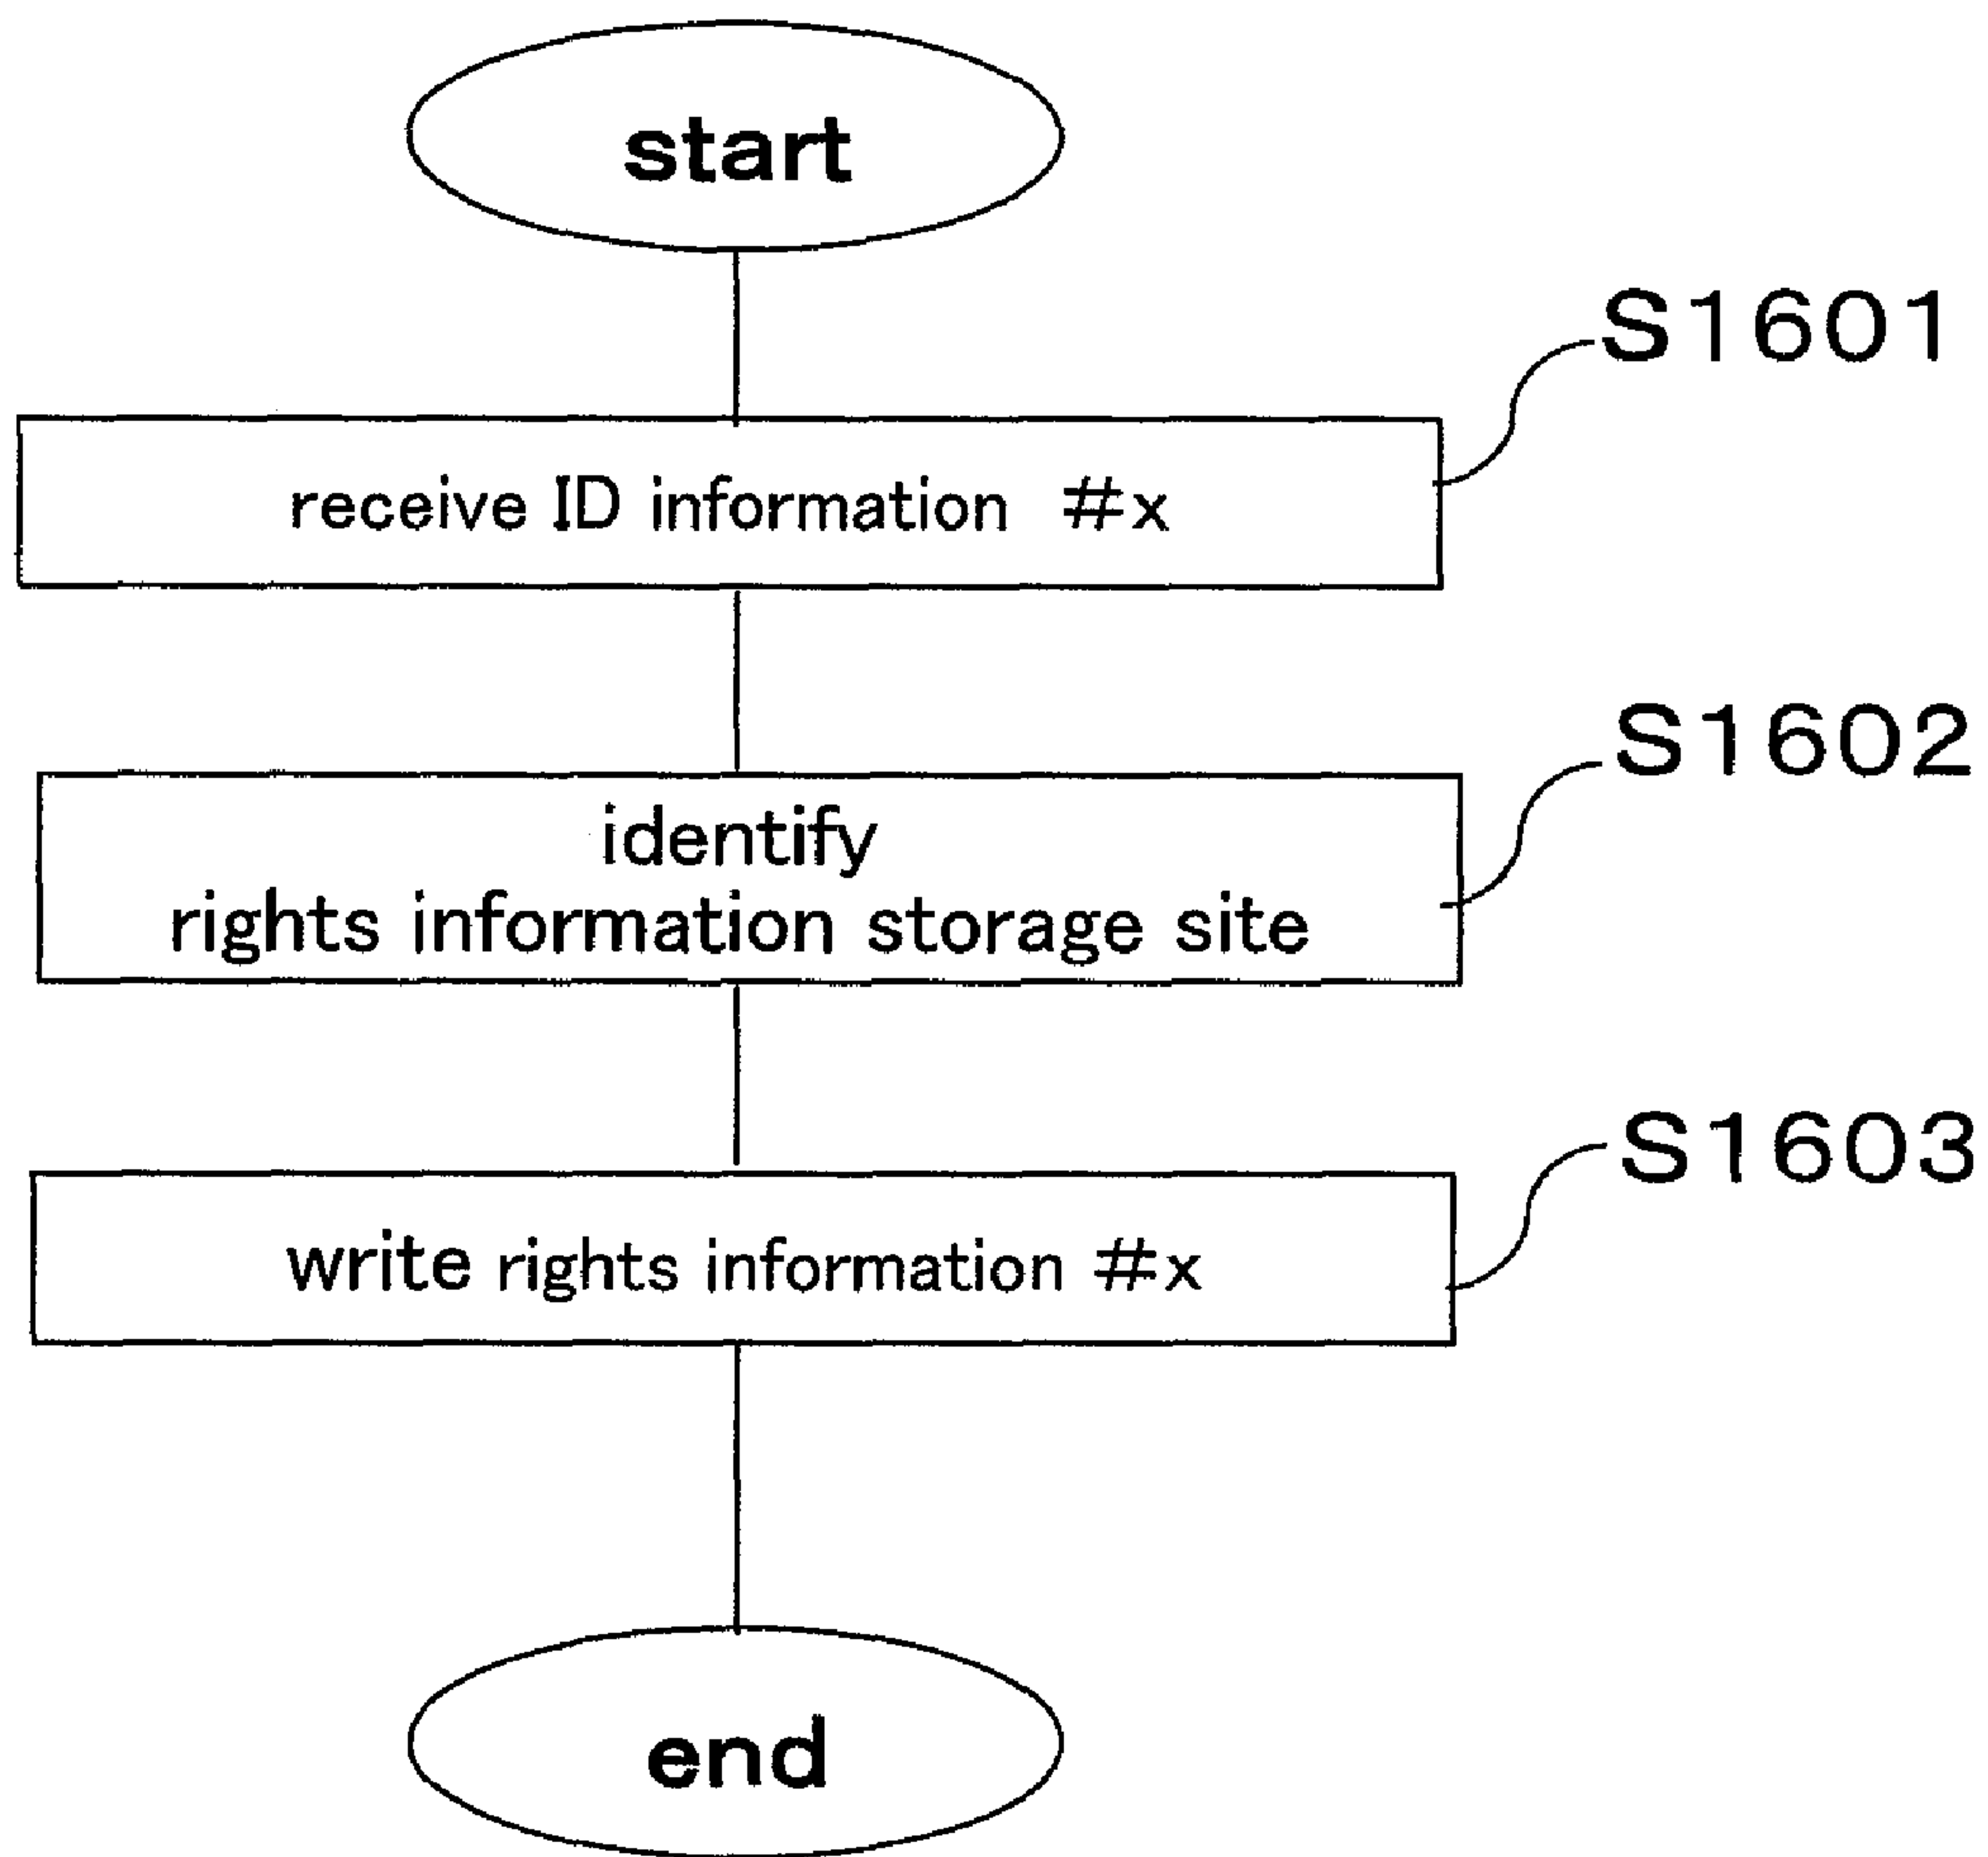 start
S1601
receive ID information #x
S1602
identify
rights information storage site
S1603
write rights information #x
end